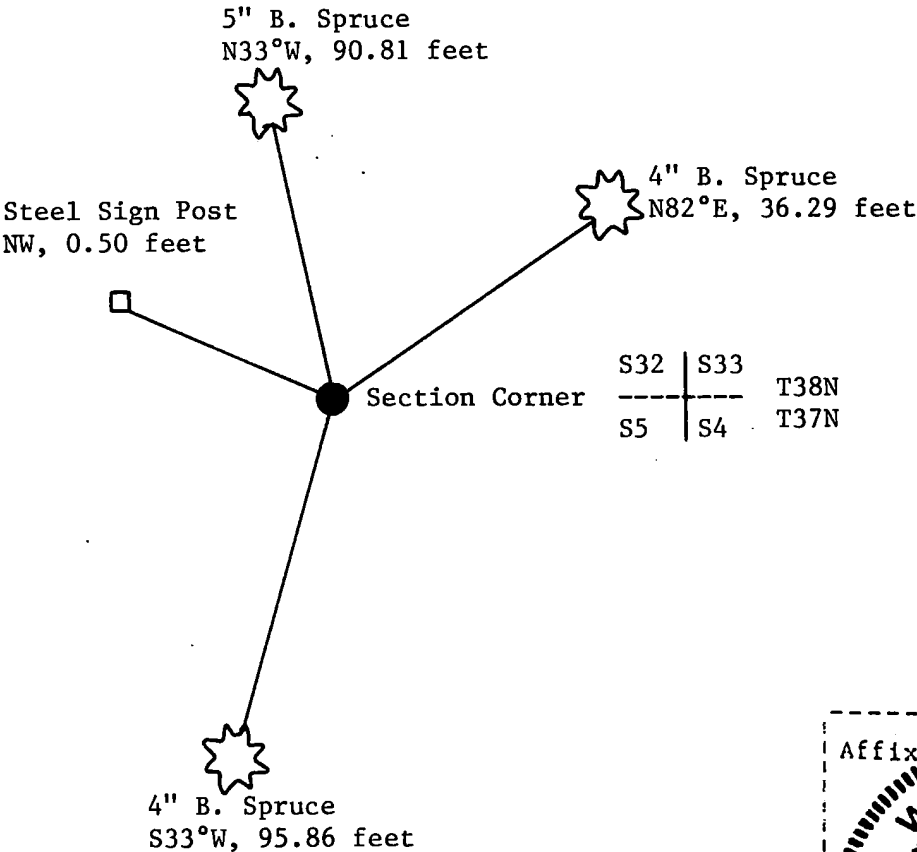 5" B. Spruce
N33°W, 90.81 feet
4" B. Spruce
N82°E, 36.29 feet
Steel Sign Post
NW, 0.50 feet
Section Corner
S32 S33
T38N
S5 S4
T37N
4" B. Spruce
S33°W, 95.86 feet
Affix